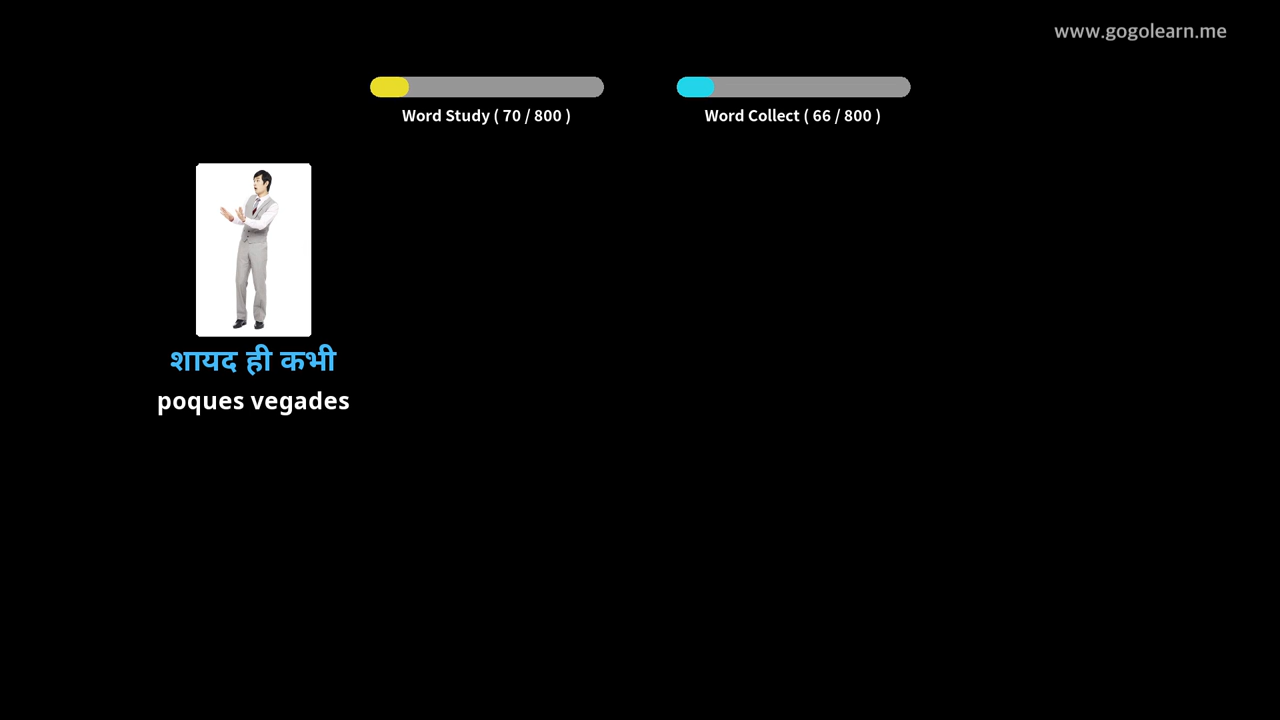 www.gogolearn.me
Word Study ( 70 / 800 )
Word Collect ( 66 / 800 )
शायद ही कभी
poques vegades